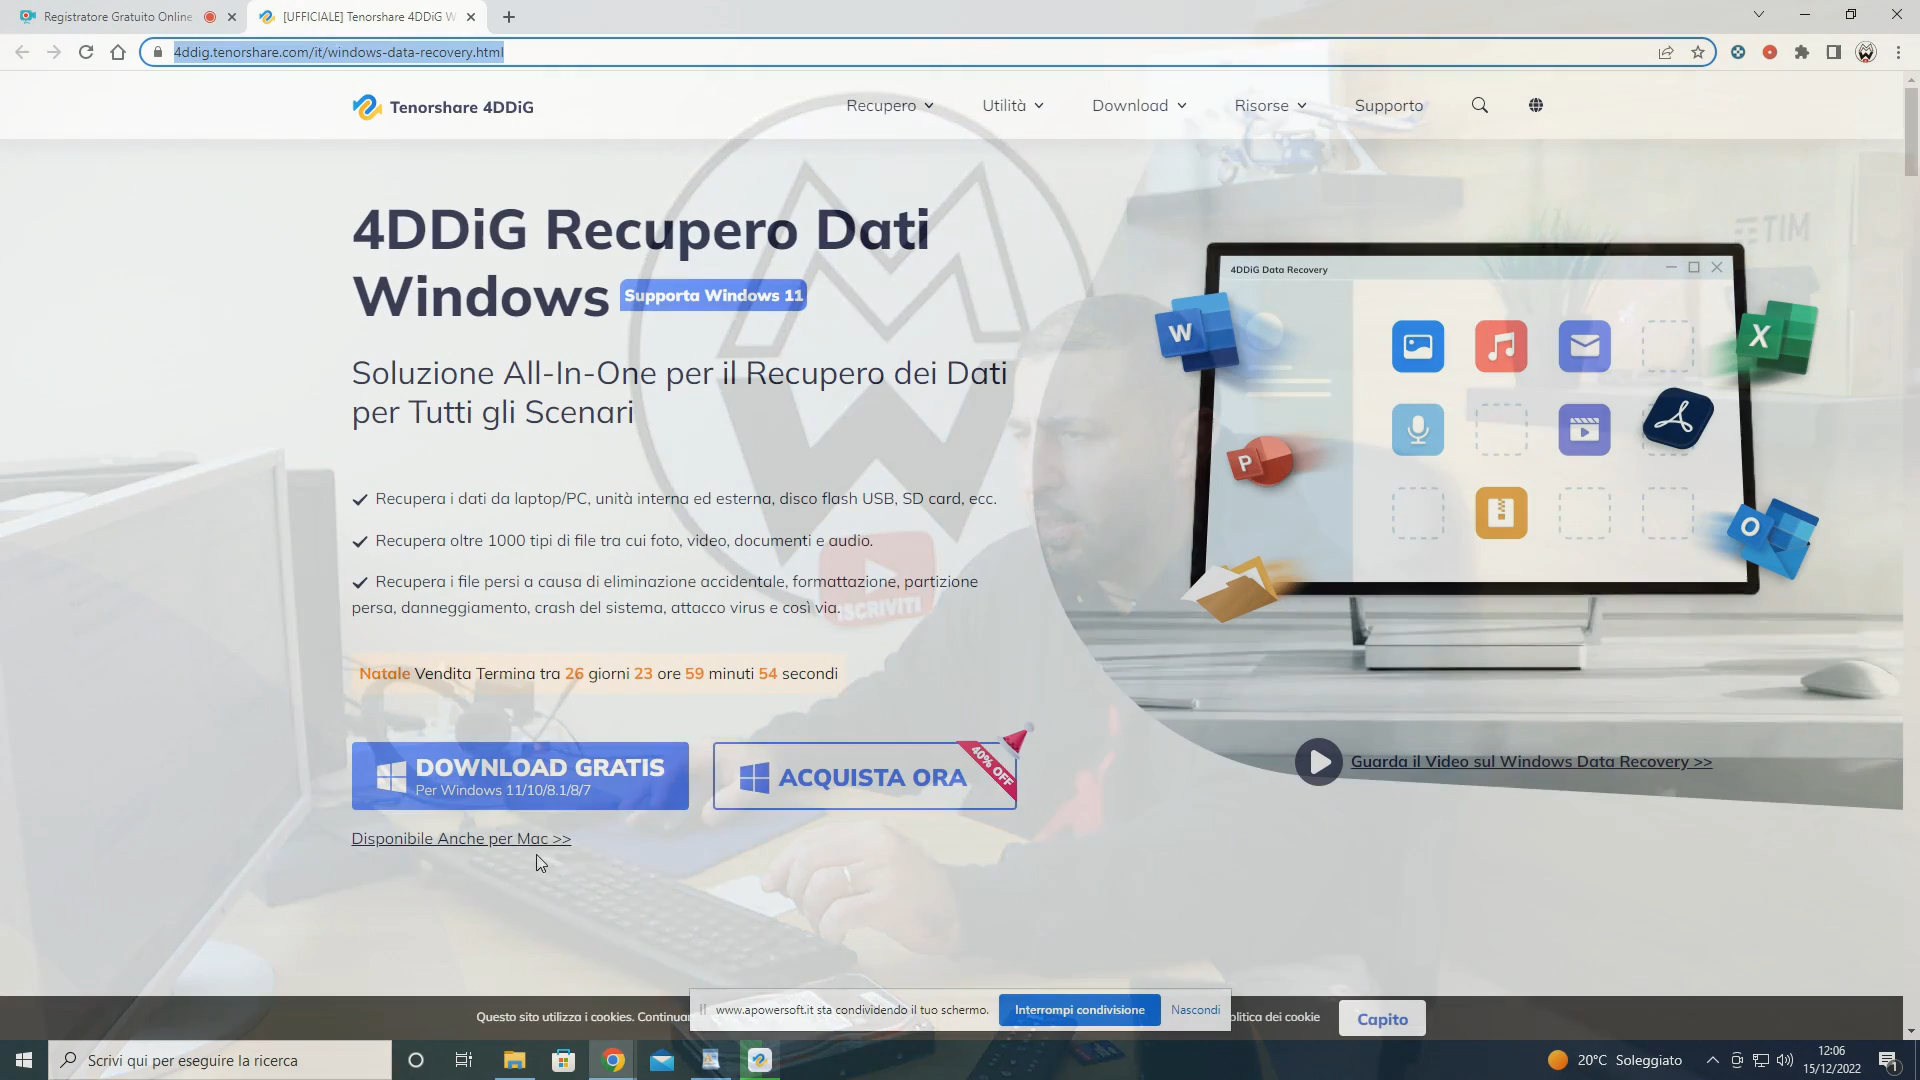 Registratore Gratuito Online
[UFFICIALE] Tenorshare 4DDiG W
4ddig.tenorshare.com/it/windows-data-recovery.html
Tenorshare 4DDiG
Recupero
Utilità
Download
Risorse
Supporto
4DDiG Recupero Dati
Windows
Supporta Windows 11
Soluzione All-In-One per il Recupero dei Dati
per Tutti gli Scenari
Recupera i dati da laptop/PC, unità interna ed esterna, disco flash USB, SD card, ecc.
Recupera oltre 1000 tipi di file tra cui foto, video, documenti e audio.
Recupera i file persi a causa di eliminazione accidentale, formattazione, partizione
persa, danneggiamento, crash del sistema, attacco virus e così via.
ISCRIVITI
Natale Vendita Termina tra 26 giorni 23 ore 59 minuti 54 secondi
DOWNLOAD GRATIS
Per Windows 11/10/8.1/8/7
ACQUISTA ORA
40% OFF
Disponibile Anche per Mac >>
TIM
4DDiG Data Recovery
W
X
P
O
Guarda il Video sul Windows Data Recovery >>
Questo sito utilizza i cookies.
www.apowersoft.it sta condividendo il tuo schermo.
Interrompi condivisione
Nascondi
dei cookie
Capito
Scrivi qui per eseguire la ricerca
20°C Soleggiato
12:06
15/12/2022
1